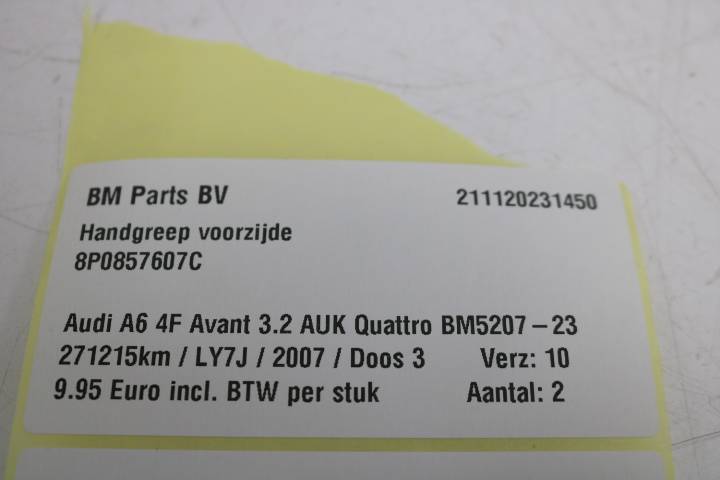 BM Parts BV 211120231450
Handgreep voorzijde
8P0857607C
Audi A6 4F Avant 3.2 AUK Quattro BM5207-23
271215km / LY7J / 2007 / Doos 3 Verz: 10
9.95 Euro incl. BTW per stuk Aantal: 2